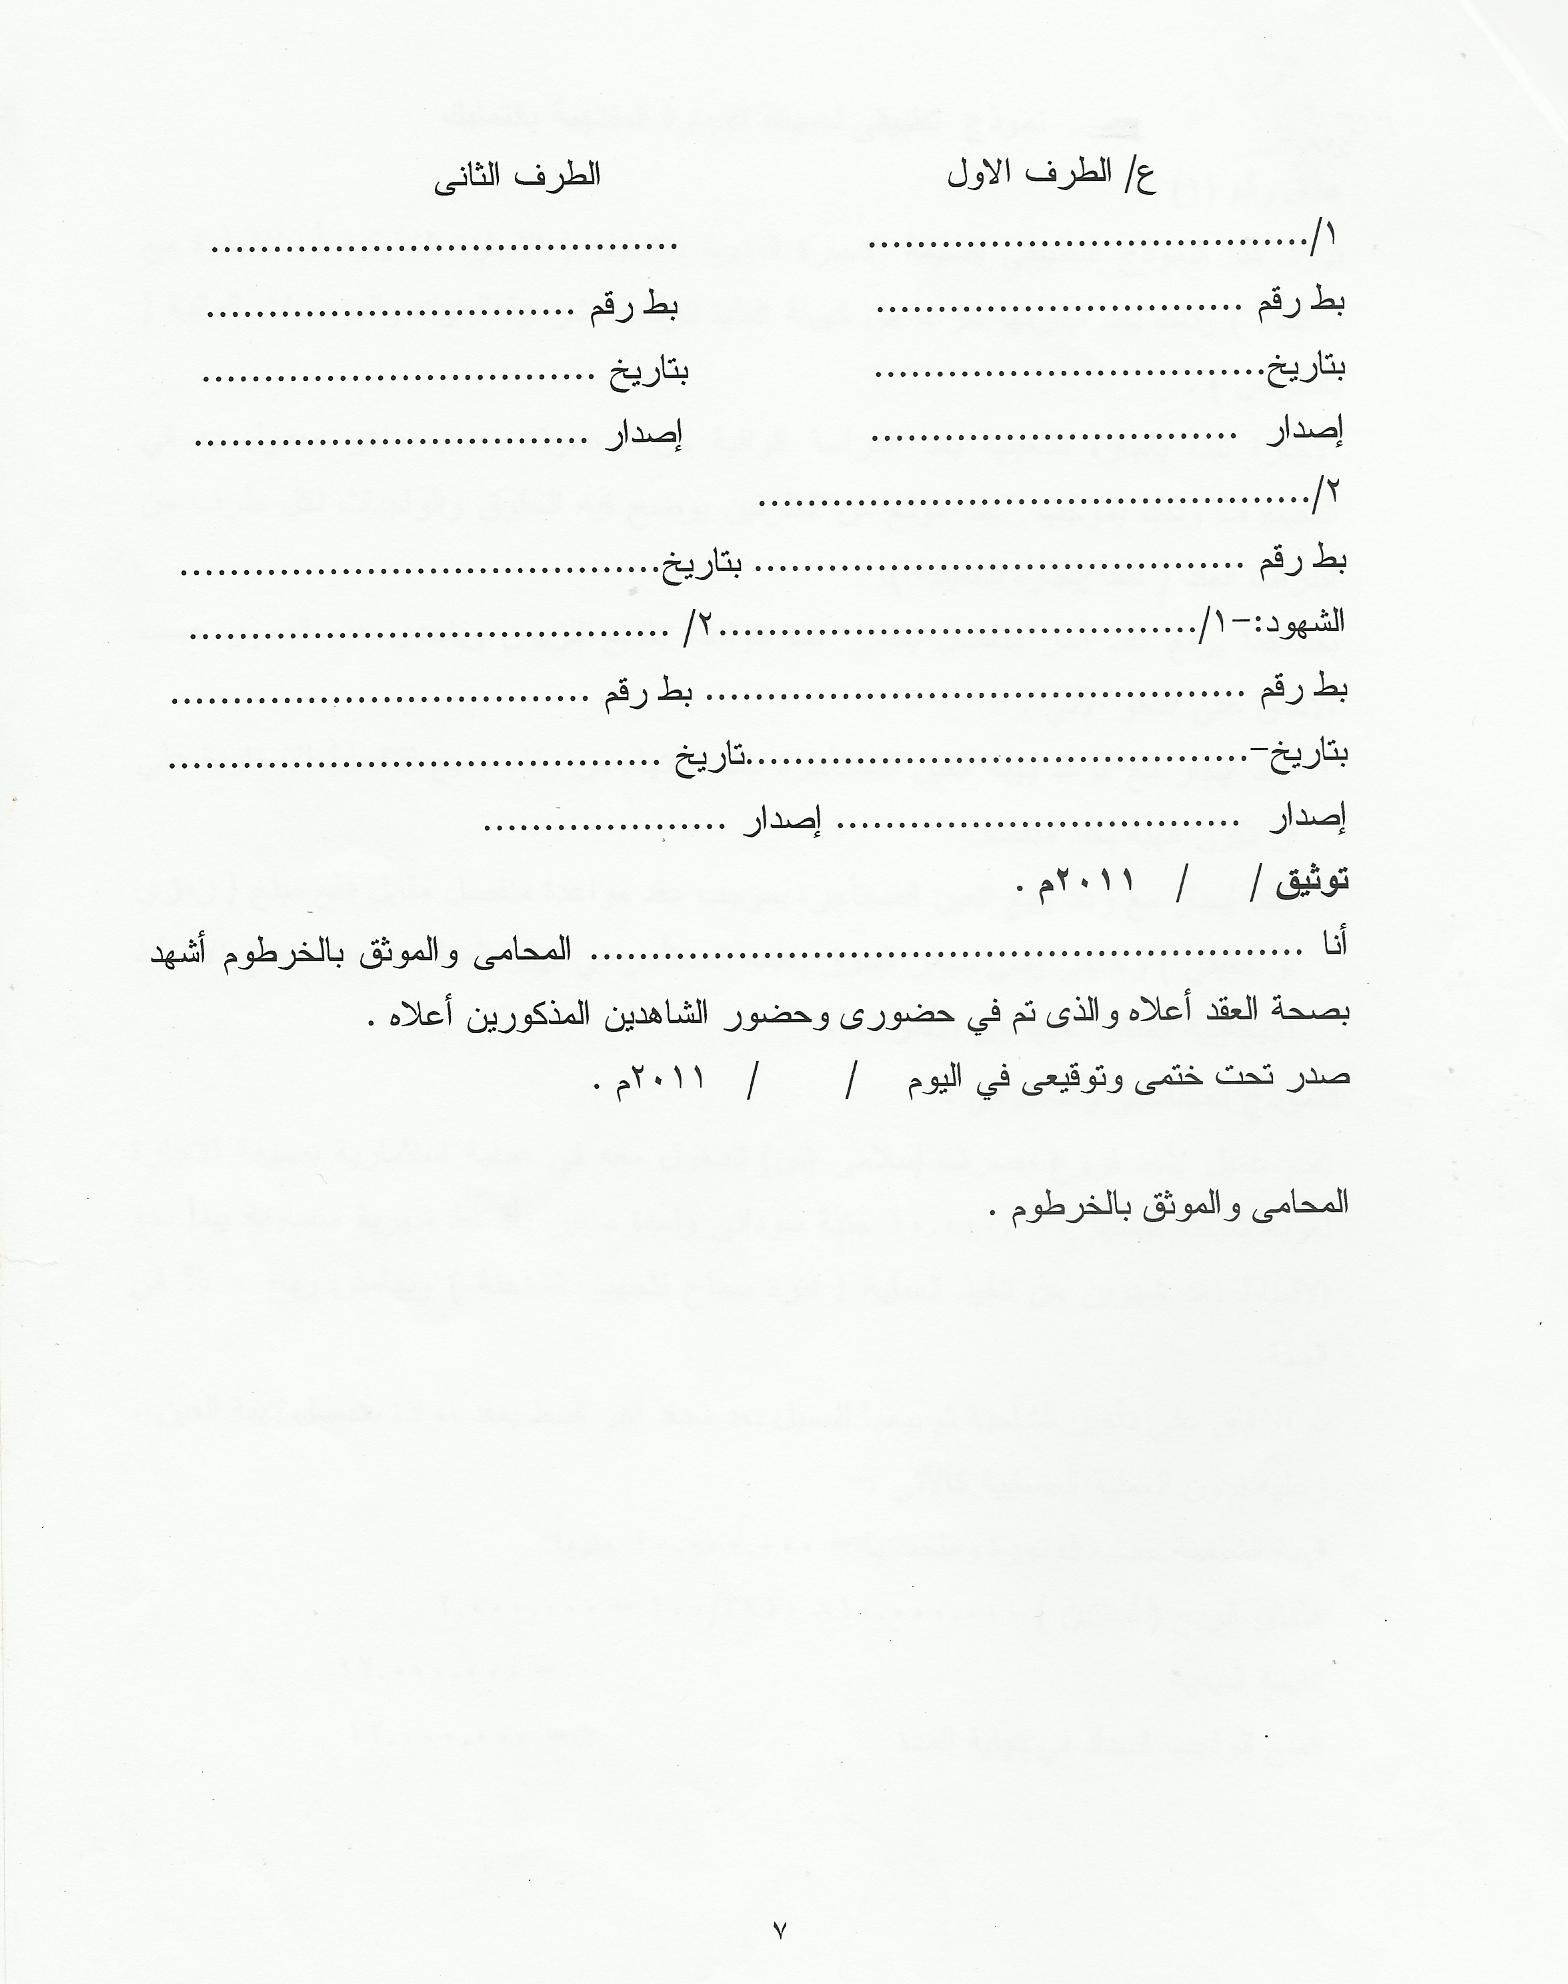 ع/ الطرف الاول الطرف الثانى
١/.................................... ......................................
بط رقم .............................. بط رقم ..............................
بتاريخ................................ بتاريخ ................................
إصدار .............................. إصدار ................................
٢/.............................................
بط رقم ........................................ بتاريخ.......................................
الشهود:-١/.......................................٢/ .......................................
بط رقم ............................................ بط رقم ..................................
بتاريخ-.........................................تاريخ ........................................
إصدار ................................. إصدار ....................
توثيق / / ٢٠١١م .
أنا .......................................................... المحامى والموثق بالخرطوم أشهد
بصحة العقد أعلاه والذى تم في حضورى وحضور الشاهدين المذكورين أعلاه .
صدر تحت ختمى وتوقيعى في اليوم / / ٢٠١١م .
المحامى والموثق بالخرطوم .
٧